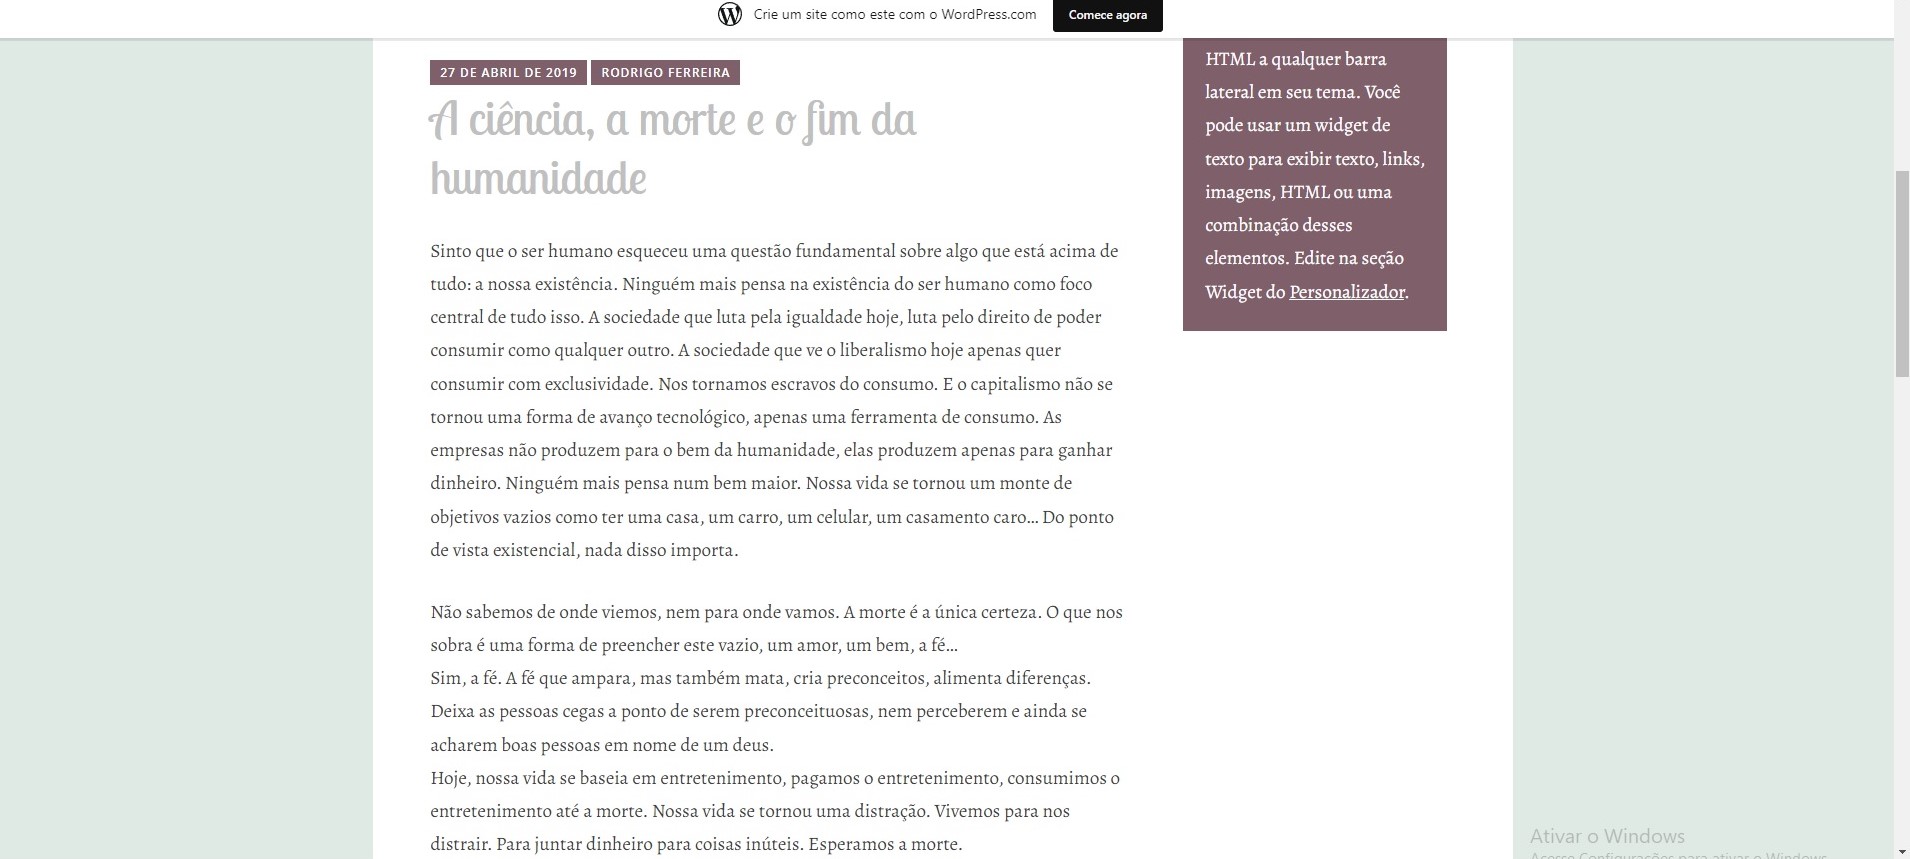 Crie um site como este com o WordPress.com
Comece agora
27 DE ABRIL DE 2019
RODRIGO FERREIRA
A ciência, a morte e o fim da
humanidade
Sinto que o ser humano esqueceu uma questão fundamental sobre algo que está acima de
tudo: a nossa existência. Ninguém mais pensa na existência do ser humano como foco
central de tudo isso. A sociedade que luta pela igualdade hoje, luta pelo direito de poder
consumir como qualquer outro. A sociedade que ve o liberalismo hoje apenas quer
consumir com exclusividade. Nos tornamos escravos do consumo. E o capitalismo não se
tornou uma forma de avanço tecnológico, apenas uma ferramenta de consumo. As
empresas não produzem para o bem da humanidade, elas produzem apenas para ganhar
dinheiro. Ninguém mais pensa num bem maior. Nossa vida se tornou um monte de
objetivos vazios como ter uma casa, um carro, um celular, um casamento caro… Do ponto
de vista existencial, nada disso importa.
Não sabemos de onde viemos, nem para onde vamos. A morte é a única certeza. O que nos
sobra é uma forma de preencher este vazio, um amor, um bem, a fé…
Sim, a fé. A fé que ampara, mas também mata, cria preconceitos, alimenta diferenças.
Deixa as pessoas cegas a ponto de serem preconceituosas, nem perceberem e ainda se
acharem boas pessoas em nome de um deus.
Hoje, nossa vida se baseia em entretenimento, pagamos o entretenimento, consumimos o
entretenimento até a morte. Nossa vida se tornou uma distração. Vivemos para nos
distrair. Para juntar dinheiro para coisas inúteis. Esperamos a morte.
HTML a qualquer barra
lateral em seu tema. Você
pode usar um widget de
texto para exibir texto, links,
imagens, HTML ou uma
combinação desses
elementos. Edite na seção
Widget do Personalizador.
Ativar o Windows
Acesse Configurações para ativar o Windows.